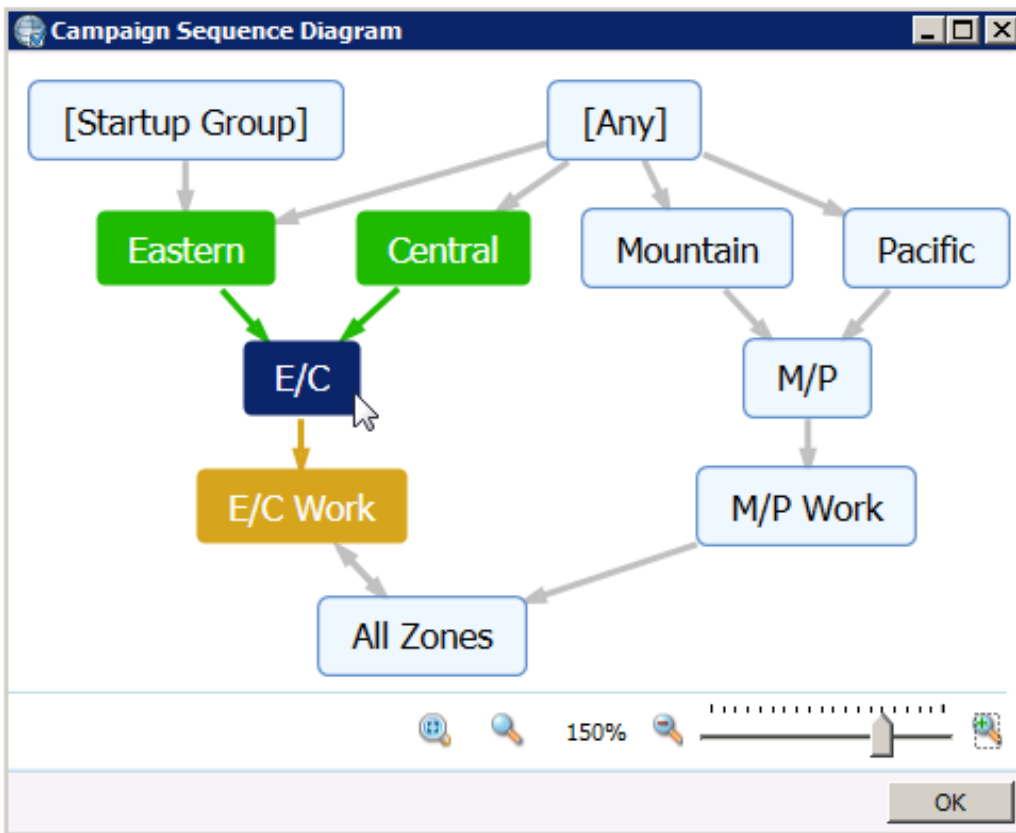 Campaign Sequence Diagram
[Startup Group]
[Any]
Eastern
Central
Mountain
Pacific
E/C
M/P
E/C Work
M/P Work
All Zones
150%
OK